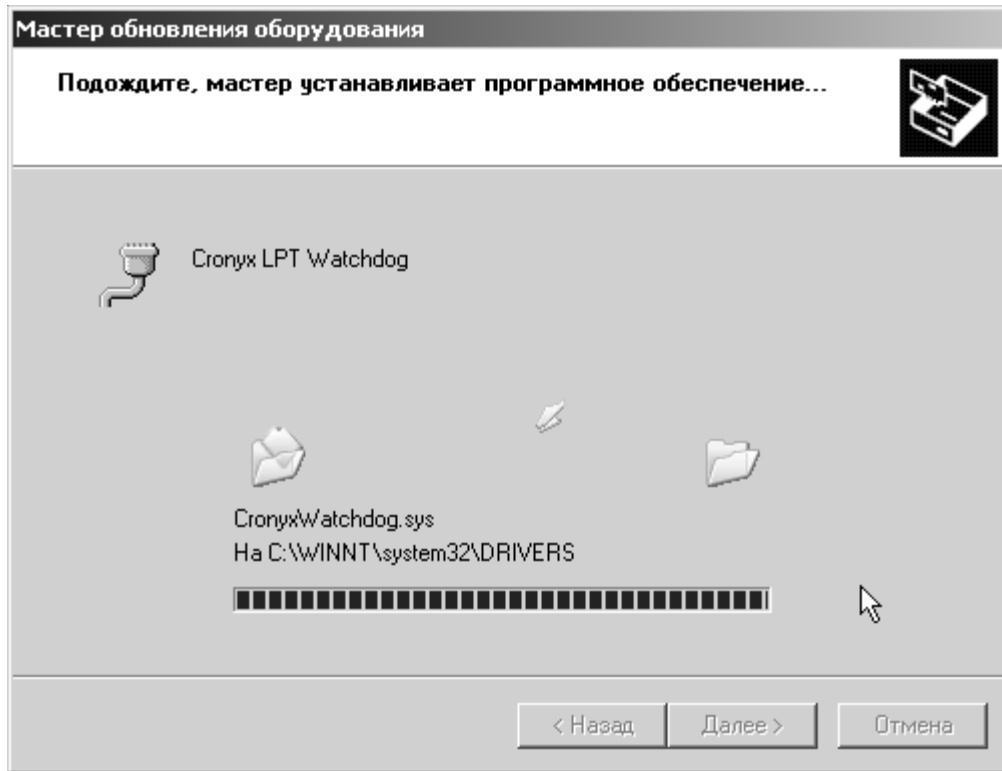 Мастер обновления оборудования
Подождите, мастер устанавливает программное обеспечение...
Cronyx LPT Watchdog
CronyxWatchdog.sys
На C:\WINNT\system32\DRIVERS
< Назад
Далее >
Отмена